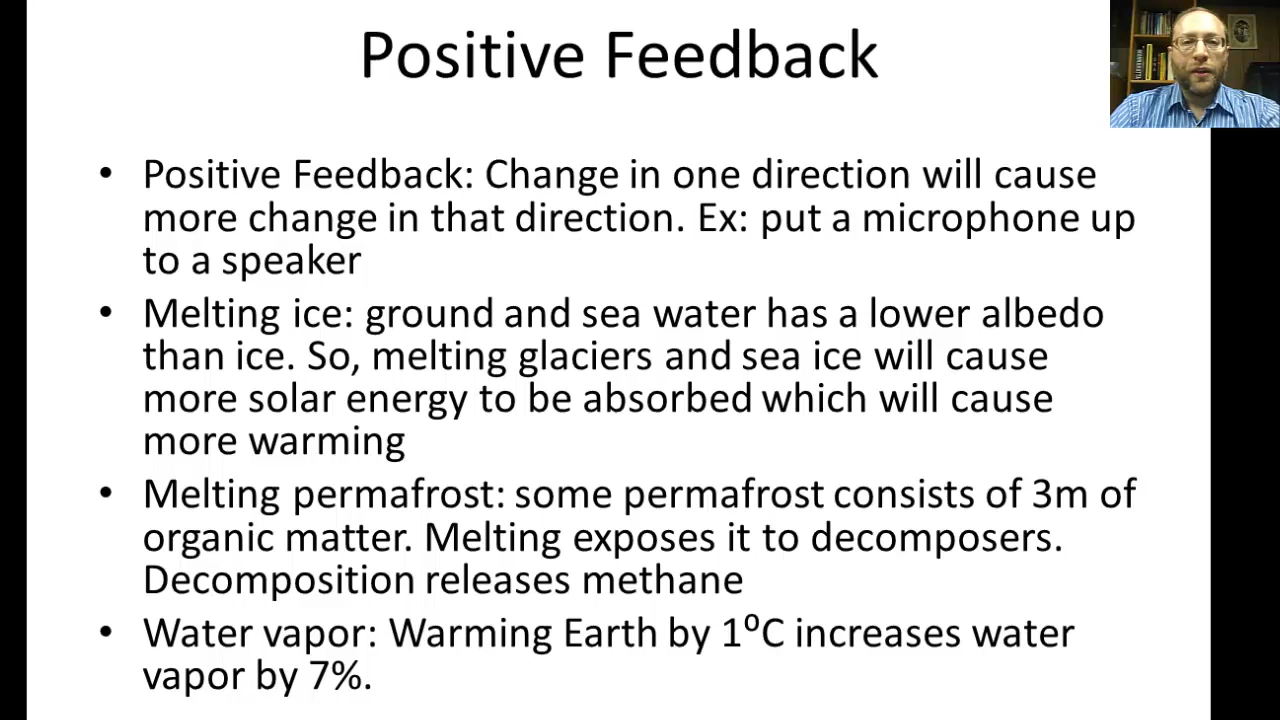 Positive Feedback
• Positive Feedback: Change in one direction will cause
more change in that direction. Ex: put a microphone up
to a speaker
• Melting ice: ground and sea water has a lower albedo
than ice. So, melting glaciers and sea ice will cause
more solar energy to be absorbed which will cause
more warming
• Melting permafrost: some permafrost consists of 3m of
organic matter. Melting exposes it to decomposers.
Decomposition releases methane
• Water vapor: Warming Earth by 1⁰C increases water
vapor by 7%.